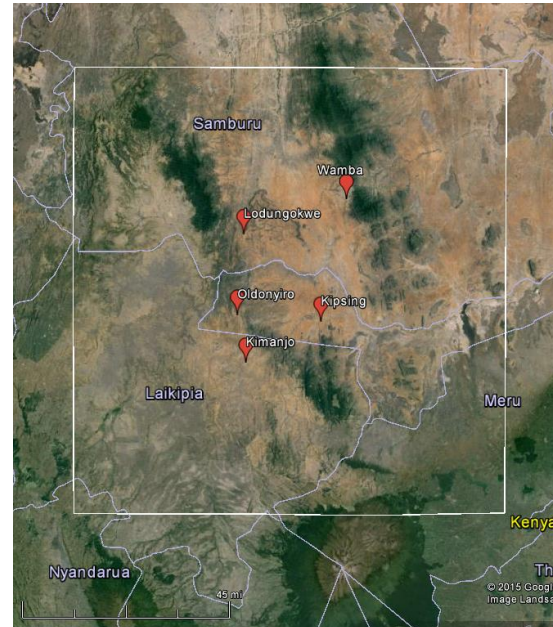 Samburu
Wamba
Lodungokwe
Oldonyiro
Kipsing
Kimanjo
Laikipia
Meru
Kenya
Nyandarua
Th
45 mi
© 2015 Googl
Image Landsa